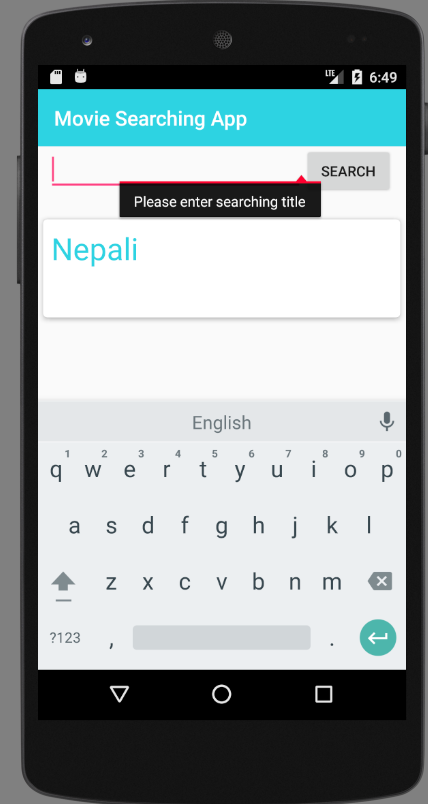 LTE 6:49
Movie Searching App
SEARCH
Please enter searching title
Nepali
English
1 2 3 4 5 6 7 8 9 0
q w e r t y u i o p
a s d f g h j k l
z x c v b n m
?123 , .